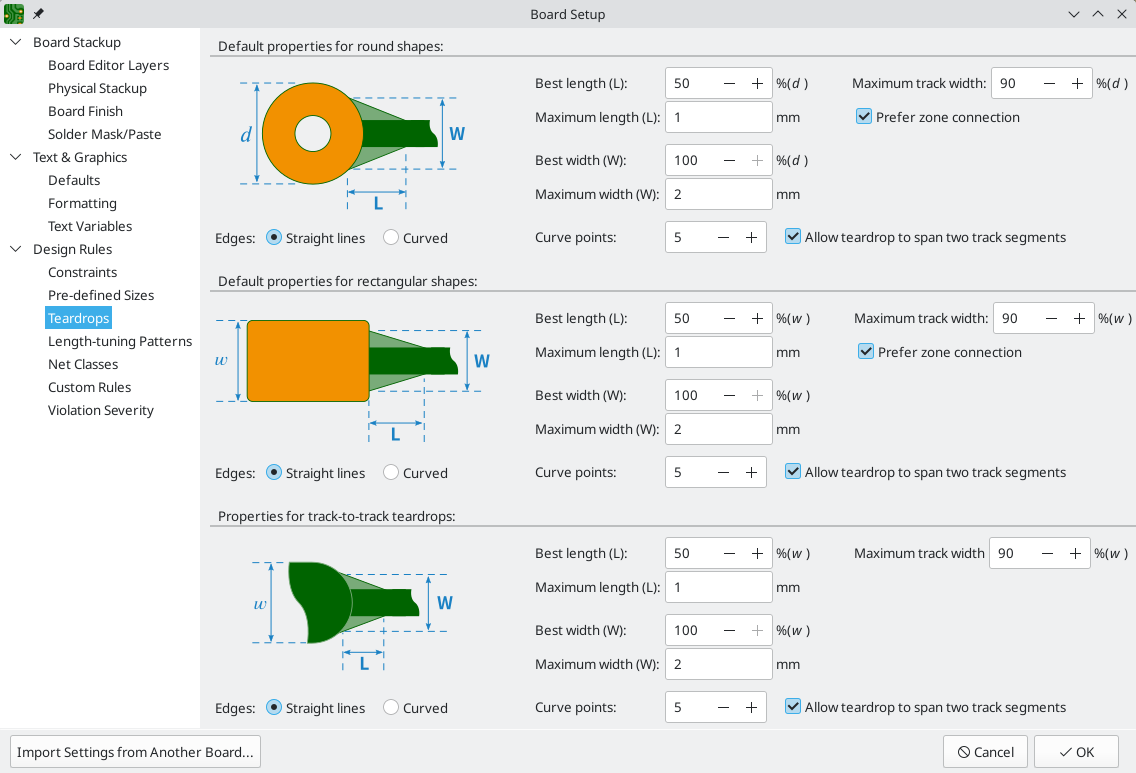 Board Setup
Board Stackup
Board Editor Layers
Physical Stackup
Board Finish
Solder Mask/Paste
Text & Graphics
Defaults
Formatting
Text Variables
Design Rules
Constraints
Pre-defined Sizes
Teardrops
Length-tuning Patterns
Net Classes
Custom Rules
Violation Severity
Default properties for round shapes:
d
W
L
Best length (L): 50 %(d )
Maximum track width: 90 %(d )
Maximum length (L): 1 mm
Prefer zone connection
Best width (W): 100 %(d )
Maximum width (W): 2 mm
Edges: Straight lines Curved
Curve points: 5
Allow teardrop to span two track segments
Default properties for rectangular shapes:
w
W
L
Best length (L): 50 %(w )
Maximum track width: 90 %(w )
Maximum length (L): 1 mm
Prefer zone connection
Best width (W): 100 %(w )
Maximum width (W): 2 mm
Edges: Straight lines Curved
Curve points: 5
Allow teardrop to span two track segments
Properties for track-to-track teardrops:
w
W
L
Best length (L): 50 %(w )
Maximum track width 90 %(w )
Maximum length (L): 1 mm
Best width (W): 100 %(w )
Maximum width (W): 2 mm
Edges: Straight lines Curved
Curve points: 5
Allow teardrop to span two track segments
Import Settings from Another Board...
Cancel
OK